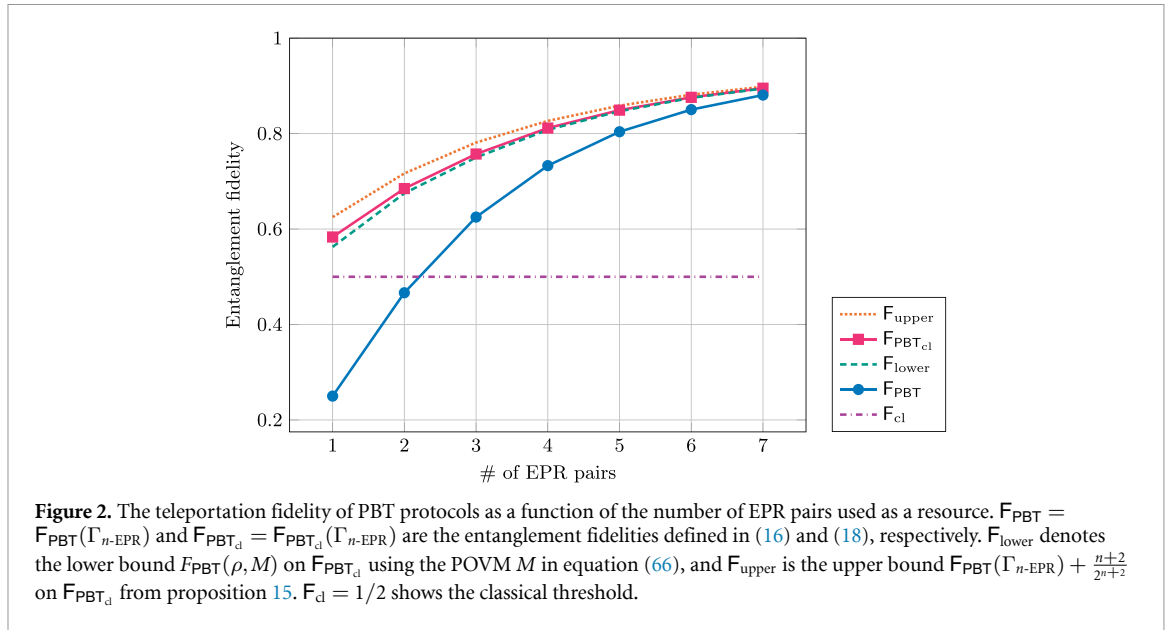 1
0.8
0.6
0.4
0.2
Entanglement fidelity
1 2 3 4 5 6 7
# of EPR pairs
F_upper
F_PBT_cl
F_lower
F_PBT
F_cl
Figure 2. The teleportation fidelity of PBT protocols as a function of the number of EPR pairs used as a resource. F_PBT =
F_PBT(Γ_n-EPR) and F_PBT_cl = F_PBT_cl(Γ_n-EPR) are the entanglement fidelities defined in (16) and (18), respectively. F_lower denotes
the lower bound F_PBT(ρ, M) on F_PBT_cl using the POVM M in equation (66), and F_upper is the upper bound F_PBT(Γ_n-EPR) + (n+2)/(2^(n+2))
on F_PBT_cl from proposition 15. F_cl = 1/2 shows the classical threshold.